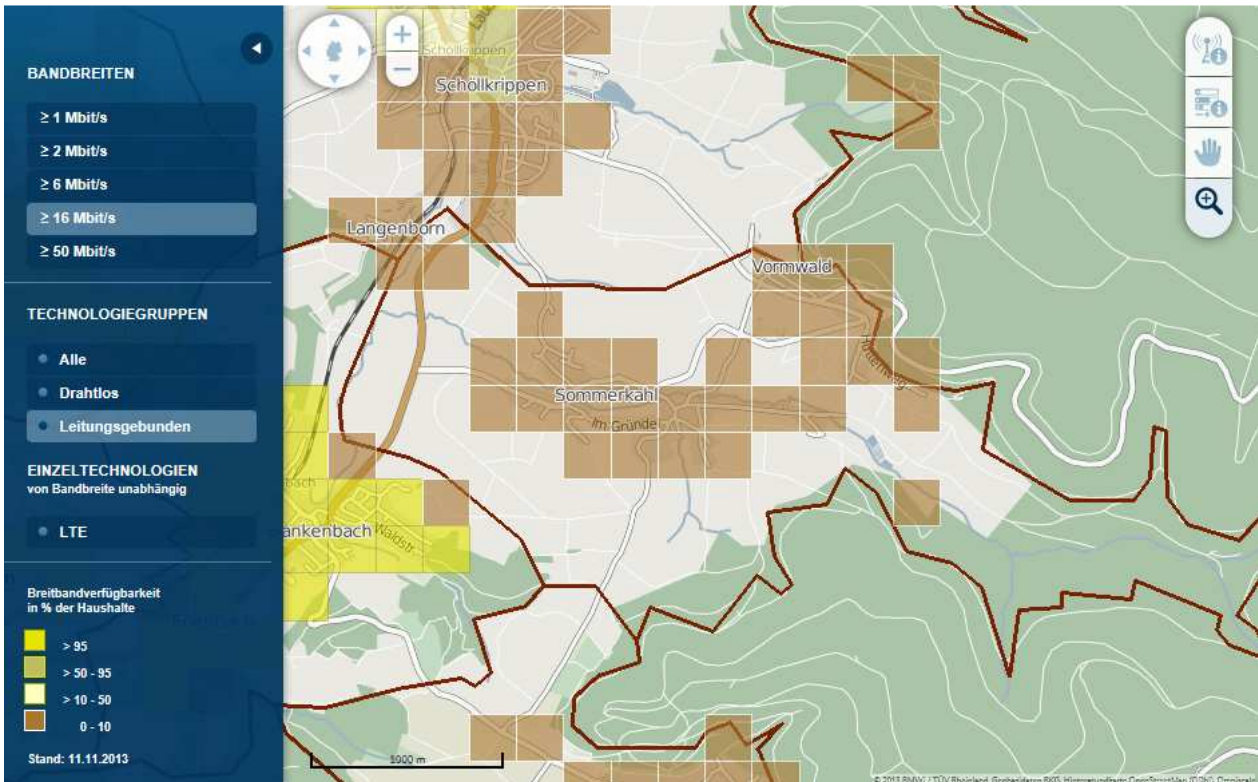 BANDBREITEN
≥ 1 Mbit/s
≥ 2 Mbit/s
≥ 6 Mbit/s
≥ 16 Mbit/s
≥ 50 Mbit/s
TECHNOLOGIEGRUPPEN
Alle
Drahtlos
Leitungsgebunden
EINZELTECHNOLOGIEN
von Bandbreite unabhängig
LTE
Breitbandverfügbarkeit
in % der Haushalte
> 95
> 50 - 95
> 10 - 50
0 - 10
Stand: 11.11.2013
Schöllkrippen
Schöllkrippen
Langenborn
Vormwald
Sommerkahl
Im Gründel
ankenbach
Waldstr.
1900 m